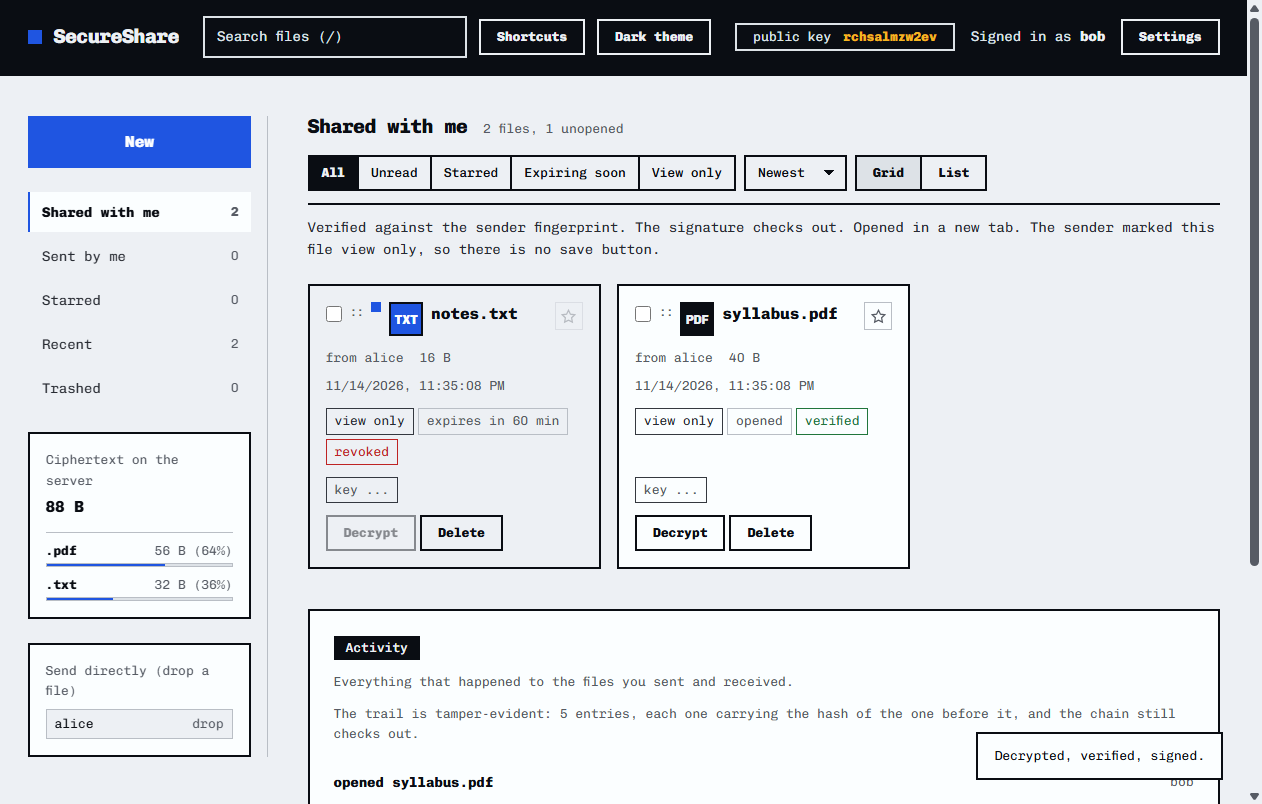 SecureShare
Search files (/)
Shortcuts
Dark theme
public key rchsalmzw2ev
Signed in as bob
Settings
New
Shared with me 2
Sent by me 0
Starred 0
Recent 2
Trashed 0
Ciphertext on the
server
88 B
.pdf 56 B (64%)
.txt 32 B (36%)
Send directly (drop a
file)
alice drop
Shared with me 2 files, 1 unopened
All Unread Starred Expiring soon View only Newest Grid List
Verified against the sender fingerprint. The signature checks out. Opened in a new tab. The sender marked this
file view only, so there is no save button.
:: TXT notes.txt
from alice 16 B
11/14/2026, 11:35:08 PM
view only expires in 60 min
revoked
key ...
Decrypt Delete
:: PDF syllabus.pdf
from alice 40 B
11/14/2026, 11:35:08 PM
view only opened verified
key ...
Decrypt Delete
Activity
Everything that happened to the files you sent and received.
The trail is tamper-evident: 5 entries, each one carrying the hash of the one before it, and the chain still
checks out.
opened syllabus.pdf bob
Decrypted, verified, signed.